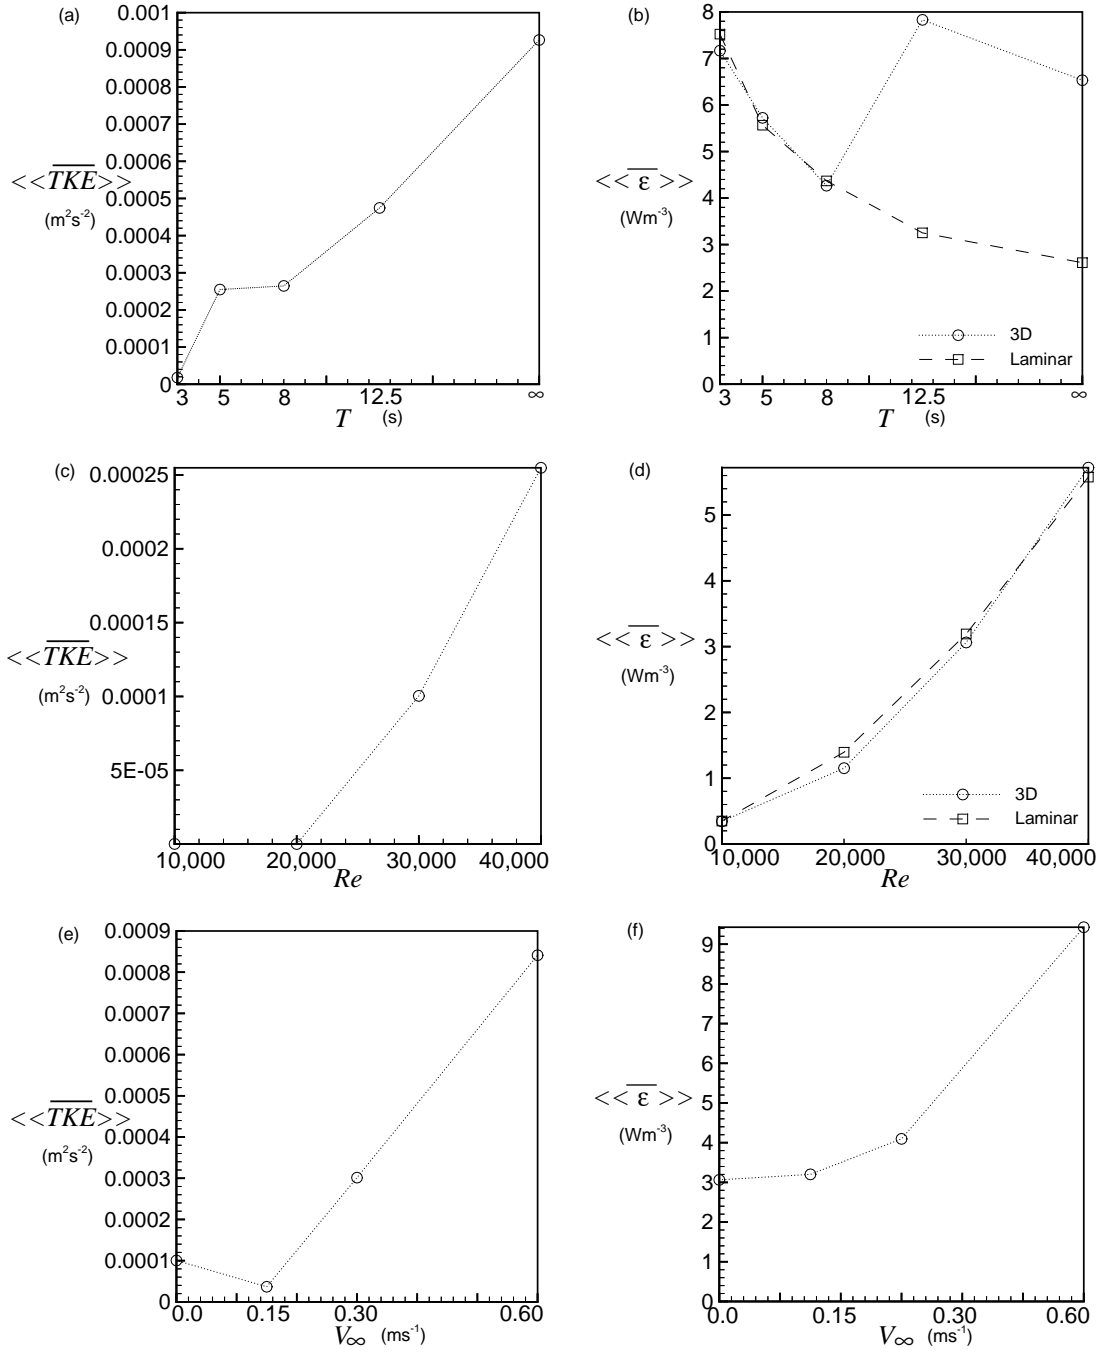 (a)
0.001
0.0009
0.0008
0.0007
0.0006
0.0005
0.0004
0.0003
0.0002
0.0001
0
<<TKE>>
(m²s⁻²)
3 5 8 12.5 ∞
T (s)
(b)
8
7
6
5
4
3
2
1
0
<<ε>>
(Wm⁻³)
3D
Laminar
3 5 8 12.5 ∞
T (s)
(c)
0.00025
0.0002
0.00015
0.0001
5E-05
<<TKE>>
(m²s⁻²)
10,000 20,000 30,000 40,000
Re
(d)
5
4
3
2
1
0
<<ε>>
(Wm⁻³)
3D
Laminar
10,000 20,000 30,000 40,000
Re
(e)
0.0009
0.0008
0.0007
0.0006
0.0005
0.0004
0.0003
0.0002
0.0001
0
<<TKE>>
(m²s⁻²)
0.0 0.15 0.30 0.60
V∞ (ms⁻¹)
(f)
9
8
7
6
5
4
3
2
1
0
<<ε>>
(Wm⁻³)
0.0 0.15 0.30 0.60
V∞ (ms⁻¹)